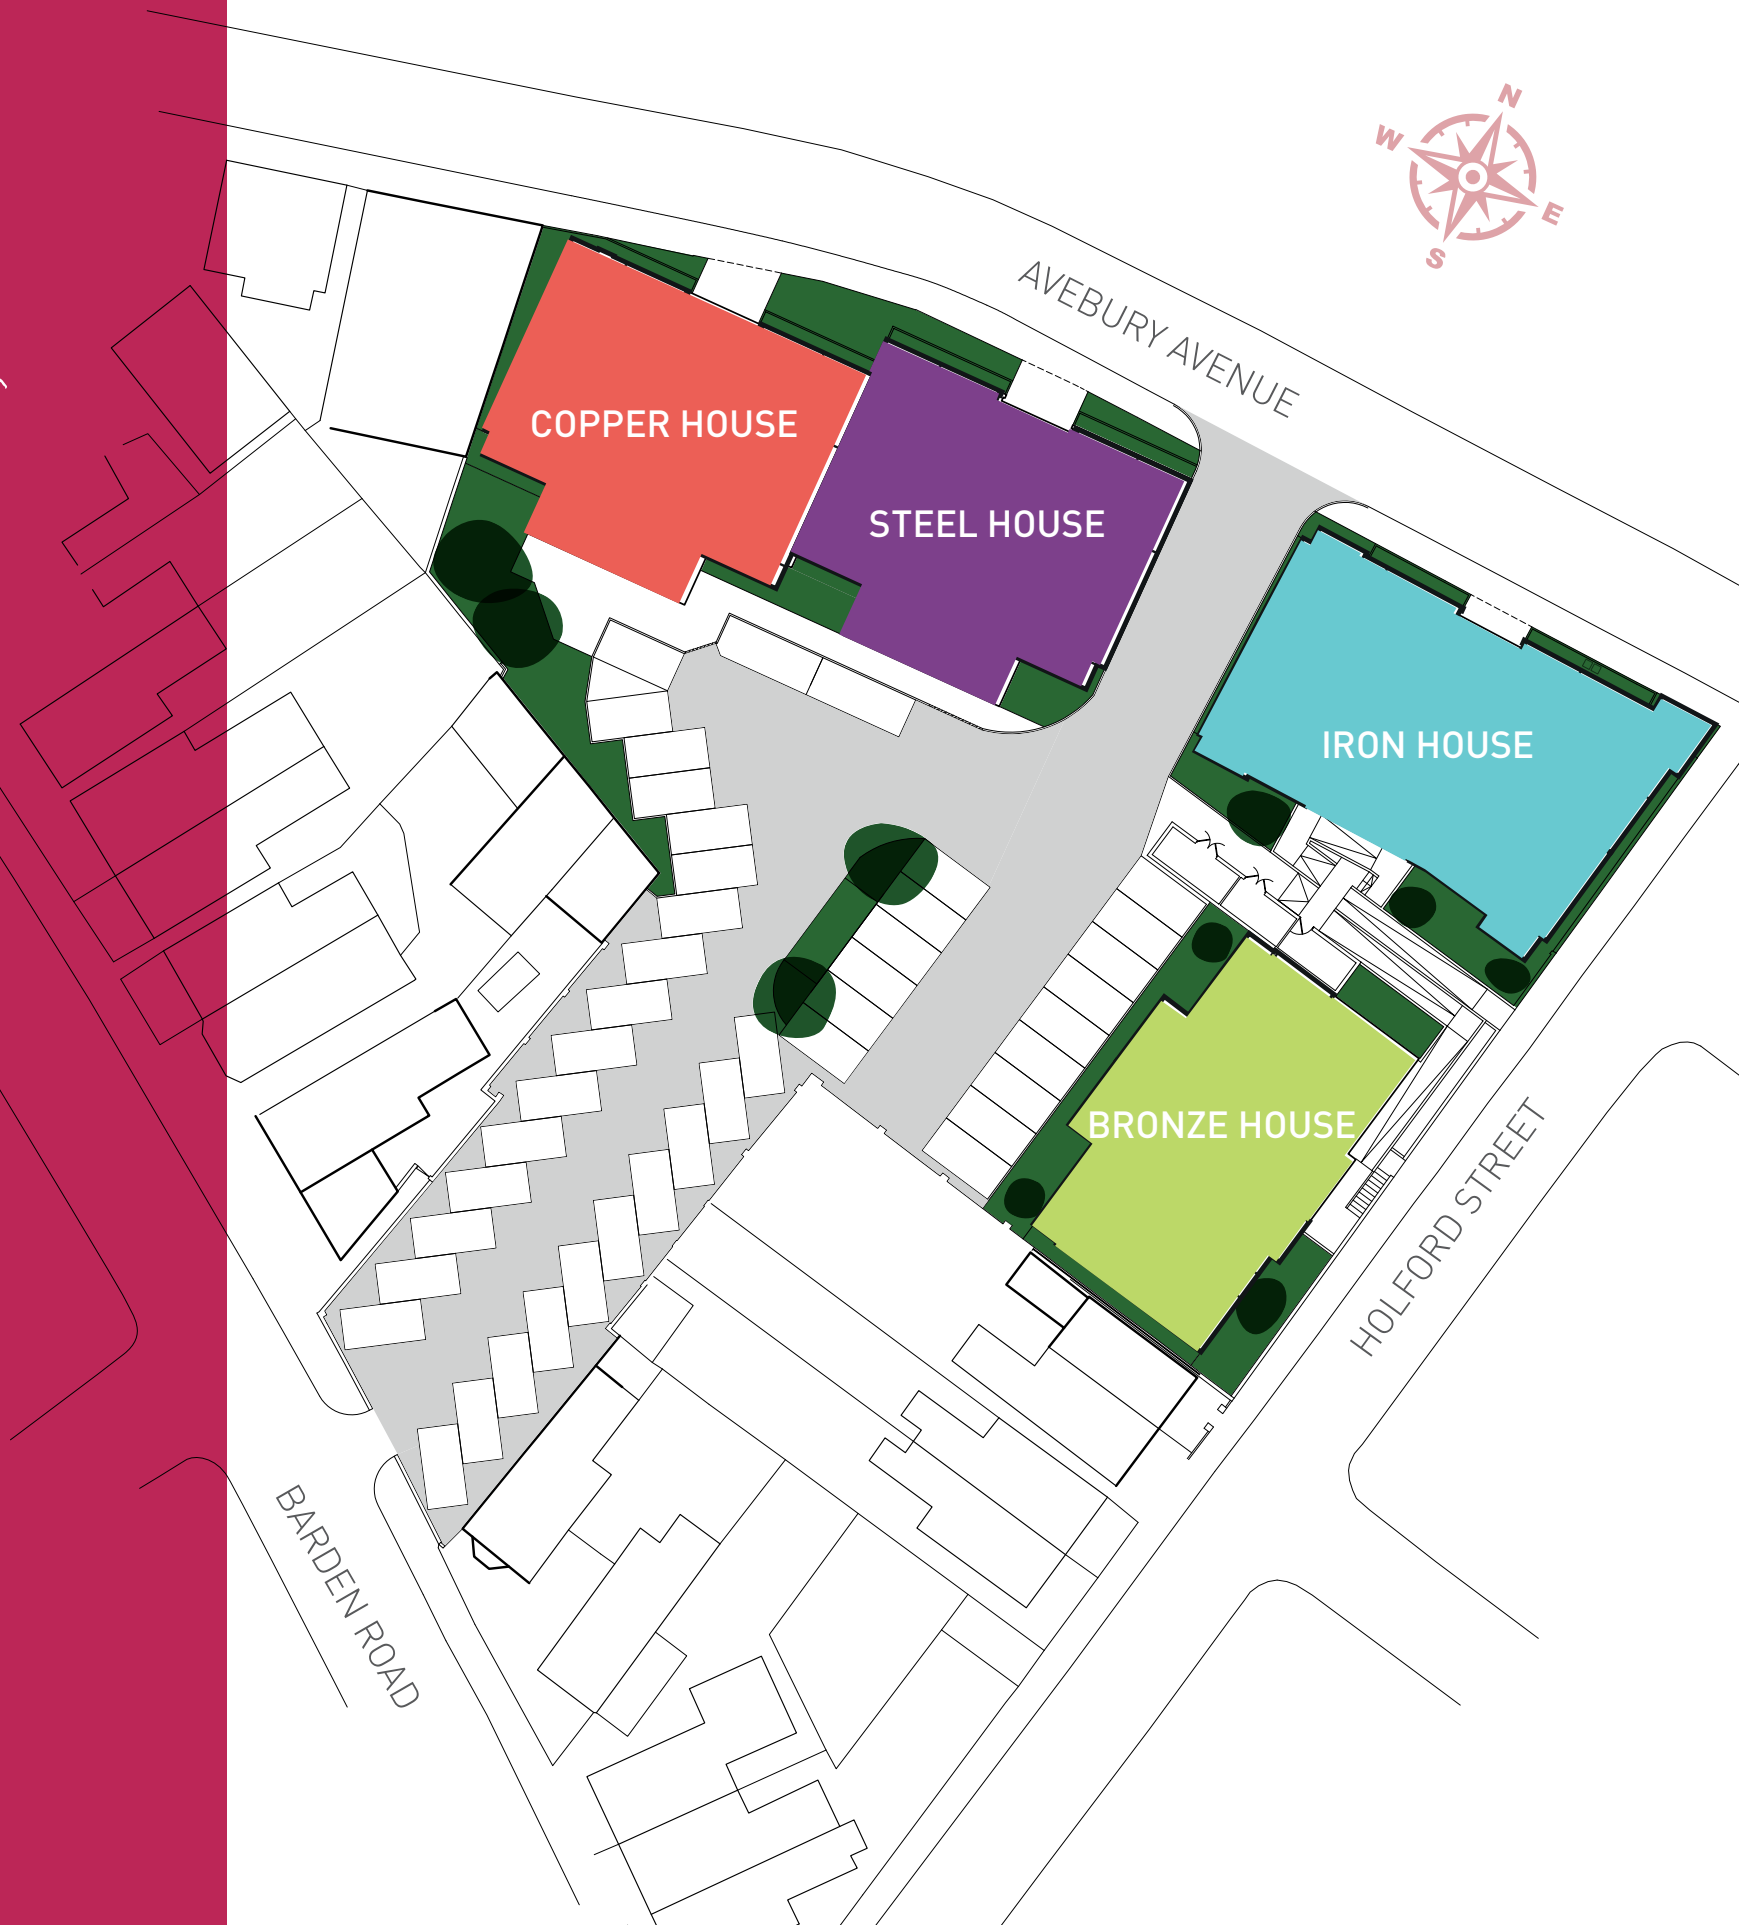 N
W
E
S
AVEBURY AVENUE
COPPER HOUSE
STEEL HOUSE
IRON HOUSE
BRONZE HOUSE
HOLFORD STREET
BARDEN ROAD